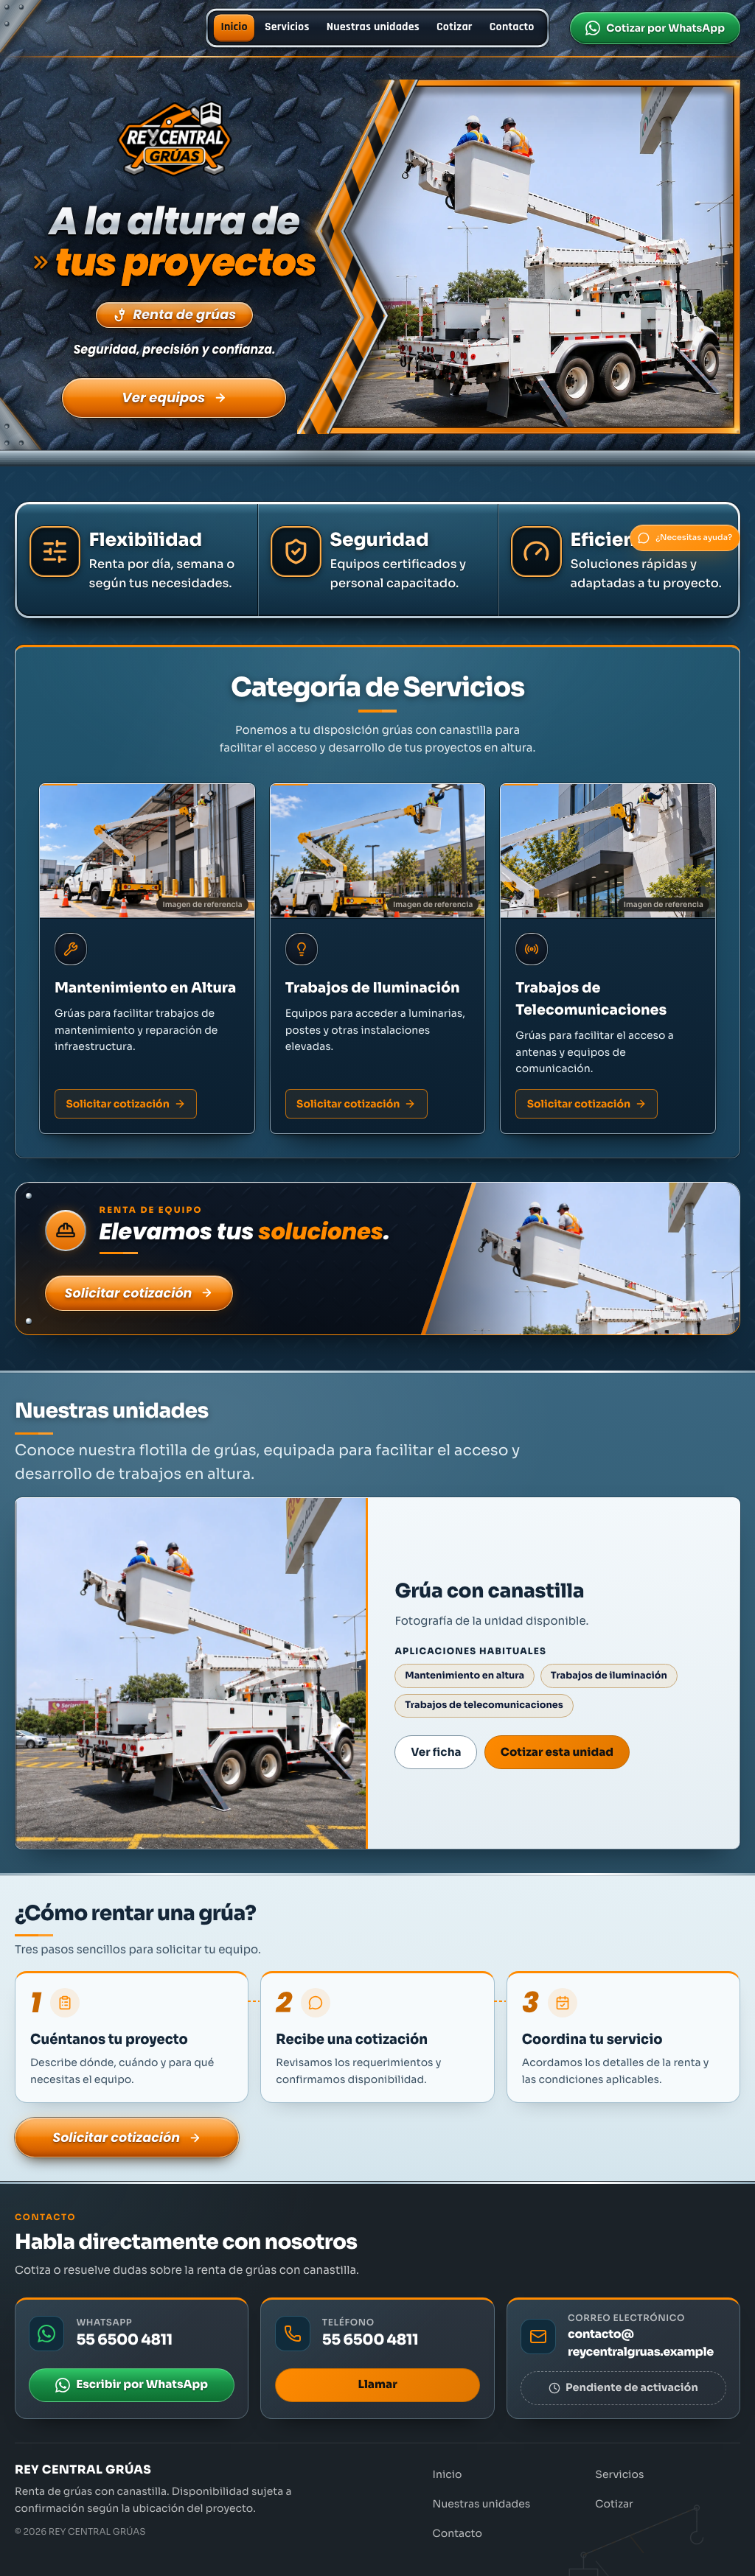 Inicio
Servicios
Nuestras unidades
Cotizar
Contacto
Cotizar por WhatsApp
REY CENTRAL
GRÚAS
A la altura de
» tus proyectos
Renta de grúas
Seguridad, precisión y confianza.
Ver equipos →
Flexibilidad
Renta por día, semana o
según tus necesidades.
Seguridad
Equipos certificados y
personal capacitado.
¿Necesitas ayuda?
Soluciones rápidas y
adaptadas a tu proyecto.
Categoría de Servicios
Ponemos a tu disposición grúas con canastilla para
facilitar el acceso y desarrollo de tus proyectos en altura.
Imagen de referencia
Mantenimiento en Altura
Grúas para facilitar trabajos de
mantenimiento y reparación de
infraestructura.
Solicitar cotización →
Imagen de referencia
Trabajos de Iluminación
Equipos para acceder a luminarias,
postes y otras instalaciones
elevadas.
Solicitar cotización →
Imagen de referencia
Trabajos de
Telecomunicaciones
Grúas para facilitar el acceso a
antenas y equipos de
comunicación.
Solicitar cotización →
RENTA DE EQUIPO
Elevamos tus soluciones.
Solicitar cotización →
Nuestras unidades
Conoce nuestra flotilla de grúas, equipada para facilitar el acceso y
desarrollo de trabajos en altura.
Grúa con canastilla
Fotografía de la unidad disponible.
APLICACIONES HABITUALES
Mantenimiento en altura
Trabajos de iluminación
Trabajos de telecomunicaciones
Ver ficha
Cotizar esta unidad
¿Cómo rentar una grúa?
Tres pasos sencillos para solicitar tu equipo.
1
Cuéntanos tu proyecto
Describe dónde, cuándo y para qué
necesitas el equipo.
2
Recibe una cotización
Revisamos los requerimientos y
confirmamos disponibilidad.
3
Coordina tu servicio
Acordamos los detalles de la renta y
las condiciones aplicables.
Solicitar cotización →
CONTACTO
Habla directamente con nosotros
Cotiza o resuelve dudas sobre la renta de grúas con canastilla.
WHATSAPP
55 6500 4811
Escribir por WhatsApp
TELÉFONO
55 6500 4811
Llamar
CORREO ELECTRÓNICO
contacto@
reycentralgruas.example
Pendiente de activación
REY CENTRAL GRÚAS
Renta de grúas con canastilla. Disponibilidad sujeta a
confirmación según la ubicación del proyecto.
© 2026 REY CENTRAL GRÚAS
Inicio
Servicios
Nuestras unidades
Cotizar
Contacto